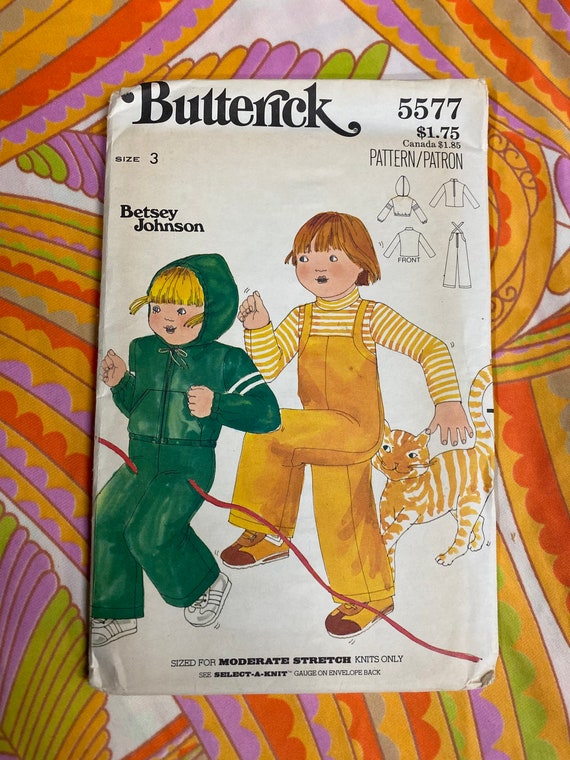 Butterick
5577
$1.75
Canada $1.85
SIZE 3
PATTERN/PATRON
Betsey
Johnson
FRONT
SIZED FOR MODERATE STRETCH KNITS ONLY
SEE SELECT-A-KNIT™ GAUGE ON ENVELOPE BACK